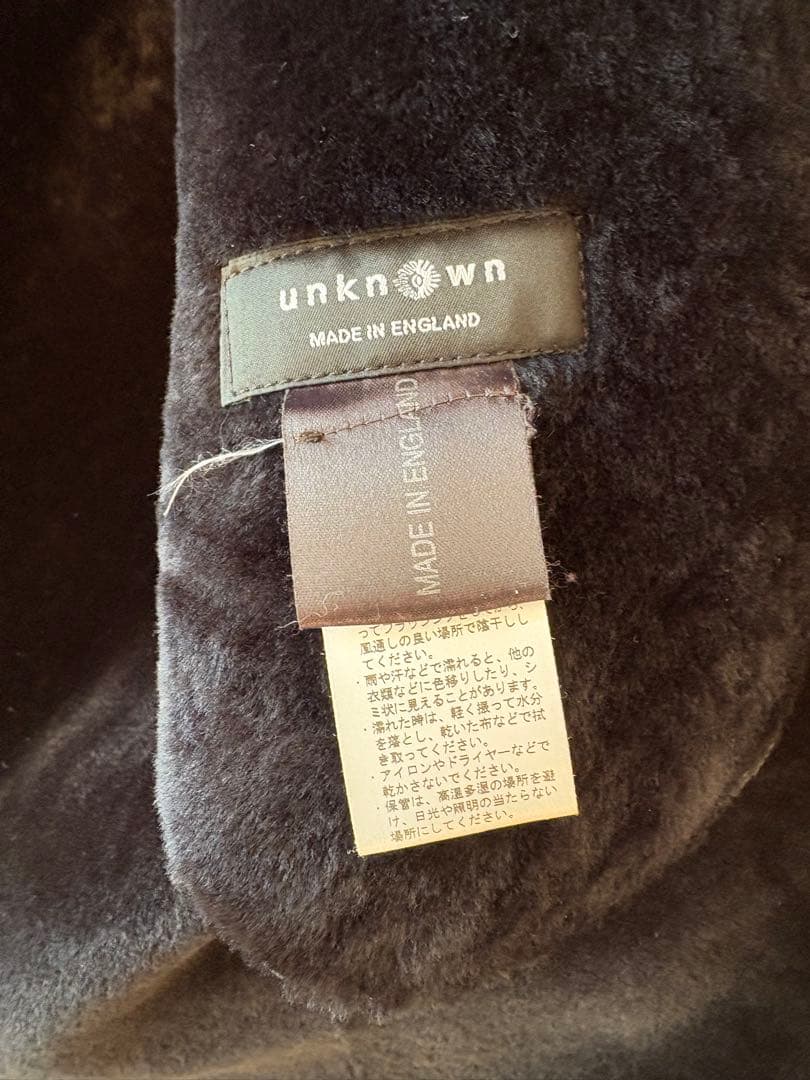 unknown
MADE IN ENGLAND
MADE IN ENGLAND
風通しの良い場所で陰干しし
てください。
・雨や汗などで濡れると、他の
衣類などに色移りしたり、シ
ミ状に見えることがあります。
・濡れた時は、軽く振って水分
を落とし、乾いた布などで拭
き取ってください。
・アイロンやドライヤーなどで
乾かさないでください。
・保管は、高温多湿の場所を避
け、日光や照明の当たらない
場所にしてください。